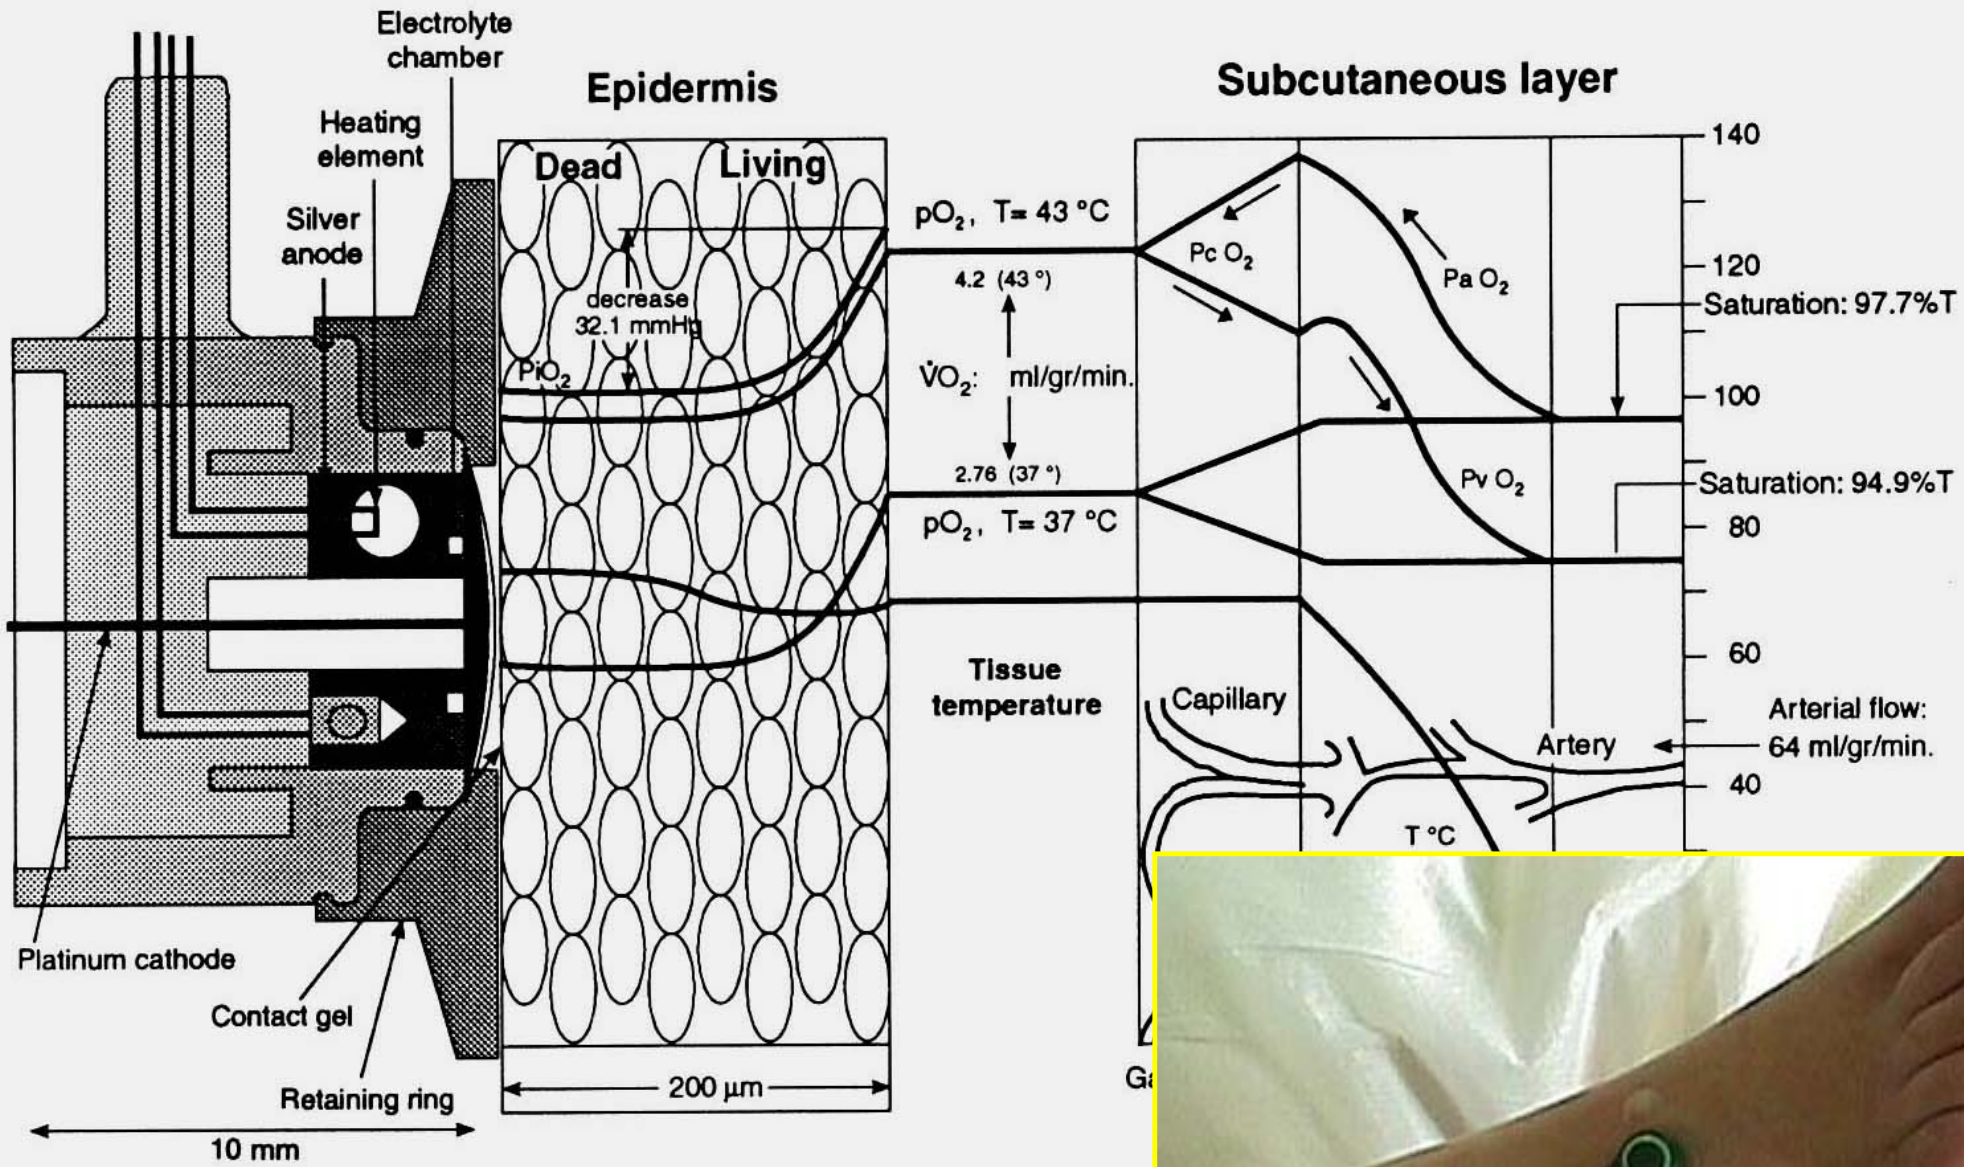 Electrolyte
chamber
Epidermis
Subcutaneous layer
Heating
element
Silver
anode
Dead
Living
decrease
32.1 mmHg
PiO₂
pO₂, T= 43 °C
4.2 (43 °)
V̇O₂: ml/gr/min.
2.76 (37 °)
pO₂, T= 37 °C
Tissue
temperature
Pc O₂
Pa O₂
Pv O₂
140
120
100
80
60
40
Saturation: 97.7%T
Saturation: 94.9%T
Capillary
Artery
Arterial flow:
64 ml/gr/min.
T °C
Platinum cathode
Contact gel
Retaining ring
200 µm
10 mm